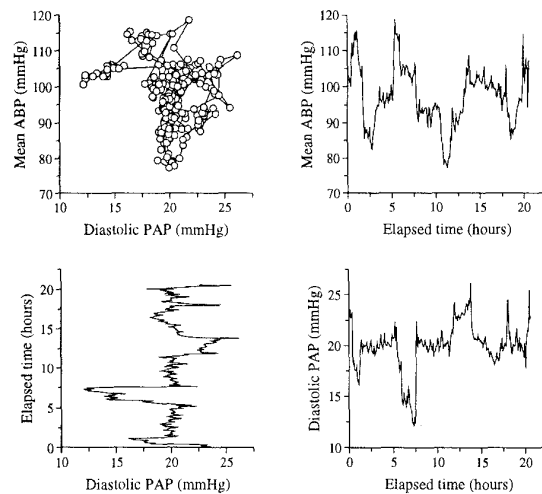 120
110
100
90
80
70
Mean ABP (mmHg)
10 15 20 25
Diastolic PAP (mmHg)
120
110
100
90
80
70
Mean ABP (mmHg)
0 5 10 15 20
Elapsed time (hours)
20
15
10
5
0
Elapsed time (hours)
10 15 20 25
Diastolic PAP (mmHg)
30
25
20
15
10
Diastolic PAP (mmHg)
0 5 10 15 20
Elapsed time (hours)